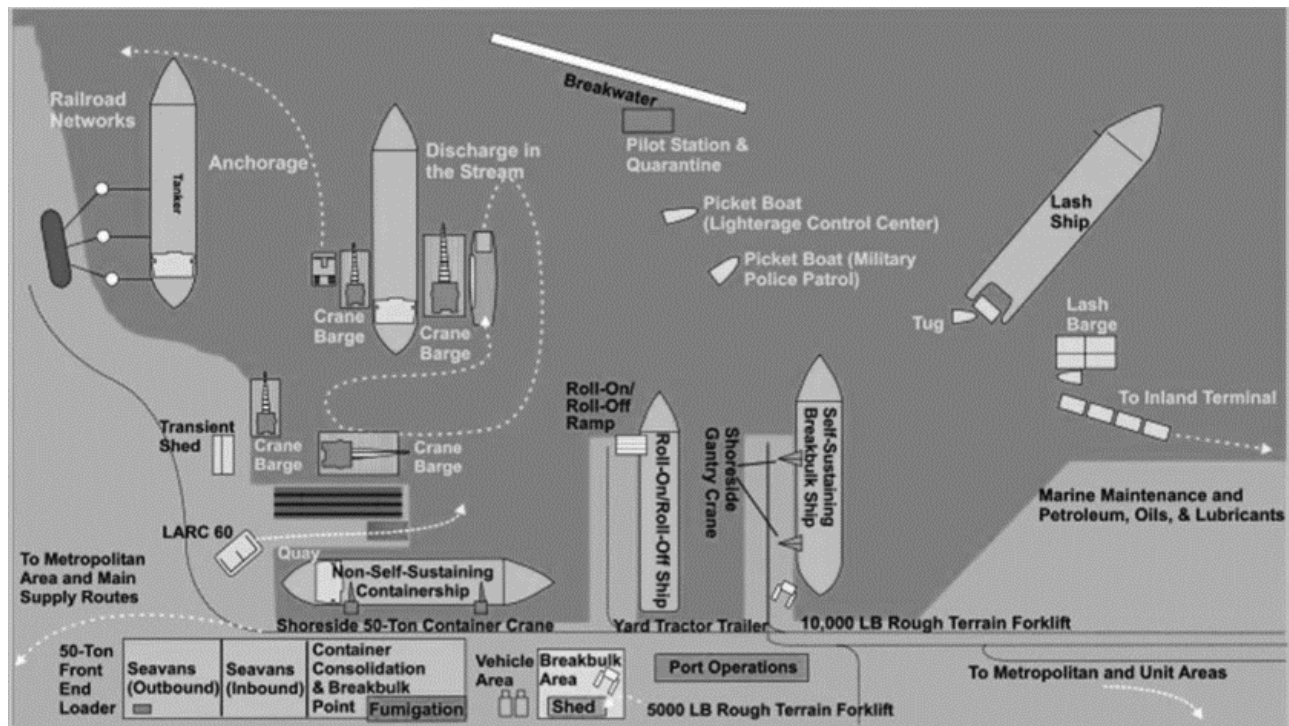 Railroad
Networks
Anchorage
Tanker
Discharge in
the Stream
Breakwater
Pilot Station &
Quarantine
Picket Boat
(Lighterage Control Center)
Picket Boat (Military
Police Patrol)
Lash
Ship
Tug
Lash
Barge
To Inland Terminal
Crane
Barge
Crane
Barge
Transient
Shed
Crane
Barge
Crane
Barge
Roll-On/
Roll-Off
Ramp
Roll-On/Roll-Off Ship
Shoreside
Gantry Crane
Self-Sustaining
Breakbulk Ship
Marine Maintenance and
Petroleum, Oils, & Lubricants
LARC 60
Quay
To Metropolitan
Area and Main
Supply Routes
Non-Self-Sustaining
Containership
Shoreside 50-Ton Container Crane
Yard Tractor Trailer
10,000 LB Rough Terrain Forklift
50-Ton
Front
End
Loader
Seavans
(Outbound)
Seavans
(Inbound)
Container
Consolidation
& Breakbulk
Point
Fumigation
Vehicle
Area
Breakbulk
Area
Shed
Port Operations
5000 LB Rough Terrain Forklift
To Metropolitan and Unit Areas